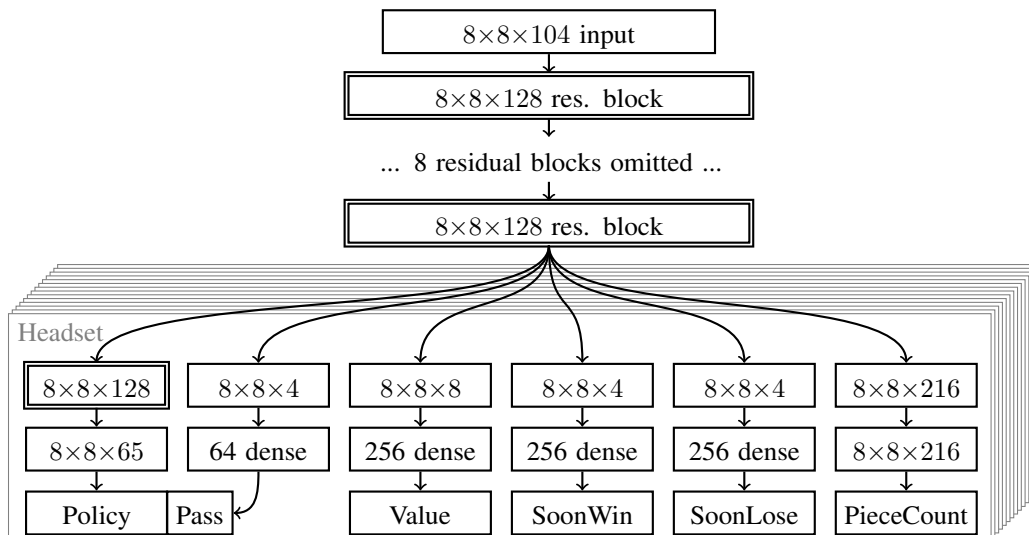 8×8×104 input
8×8×128 res. block
... 8 residual blocks omitted ...
8×8×128 res. block
Headset
8×8×128 8×8×4 8×8×8 8×8×4 8×8×4 8×8×216
8×8×65 64 dense 256 dense 256 dense 256 dense 8×8×216
Policy Pass Value SoonWin SoonLose PieceCount